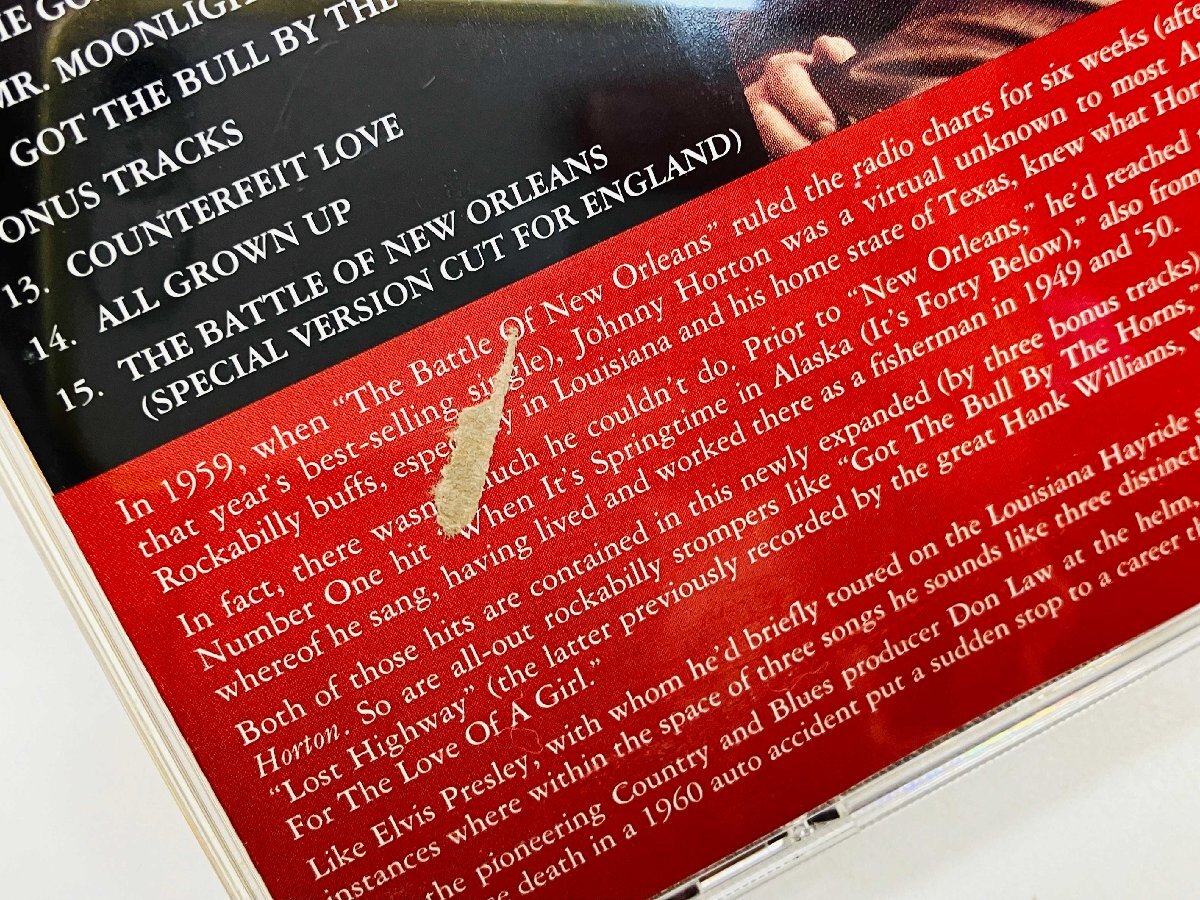 HE GO
MR. MOONLIGH
GOT THE BULL BY THE
ONUS TRACKS
13. COUNTERFEIT LOVE
14. ALL GROWN UP
15. THE BATTLE OF NEW ORLEANS
(SPECIAL VERSION CUT FOR ENGLAND)
In 1959, when "The Battle Of New Orleans" ruled the radio charts for six weeks (afte
that year's best-selling single), Johnny Horton was a virtual unknown to most A
Rockabilly buffs, espe y in Louisiana and his home state of Texas, knew what Hor
In fact, there wasn uch he couldn't do. Prior to "New Orleans," he'd reached
Number One hit "When It's Springtime in Alaska (It's Forty Below)," also from
whereof he sang, having lived and worked there as a fisherman in 1949 and '50.
Both of those hits are contained in this newly expanded (by three bonus tracks)
Horton. So are all-out rockabilly stompers like "Got The Bull By The Horns,"
"Lost Highway" (the latter previously recorded by the great Hank Williams,
For The Love Of A Girl."
Like Elvis Presley, with whom he'd briefly toured on the Louisiana Hayride
instances where within the space of three songs he sounds like three distinct
the pioneering Country and Blues producer Don Law at the helm,
death in a 1960 auto accident put a sudden stop to a career t